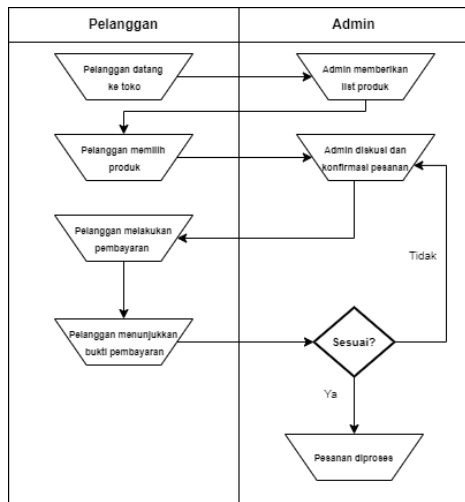 Pelanggan
Admin
Pelanggan datang
ke toko
Admin memberikan
list produk
Pelanggan memilih
produk
Admin diskusi dan
konfirmasi pesanan
Pelanggan melakukan
pembayaran
Tidak
Pelanggan menunjukkan
bukti pembayaran
Sesuai?
Ya
Pesanan diproses